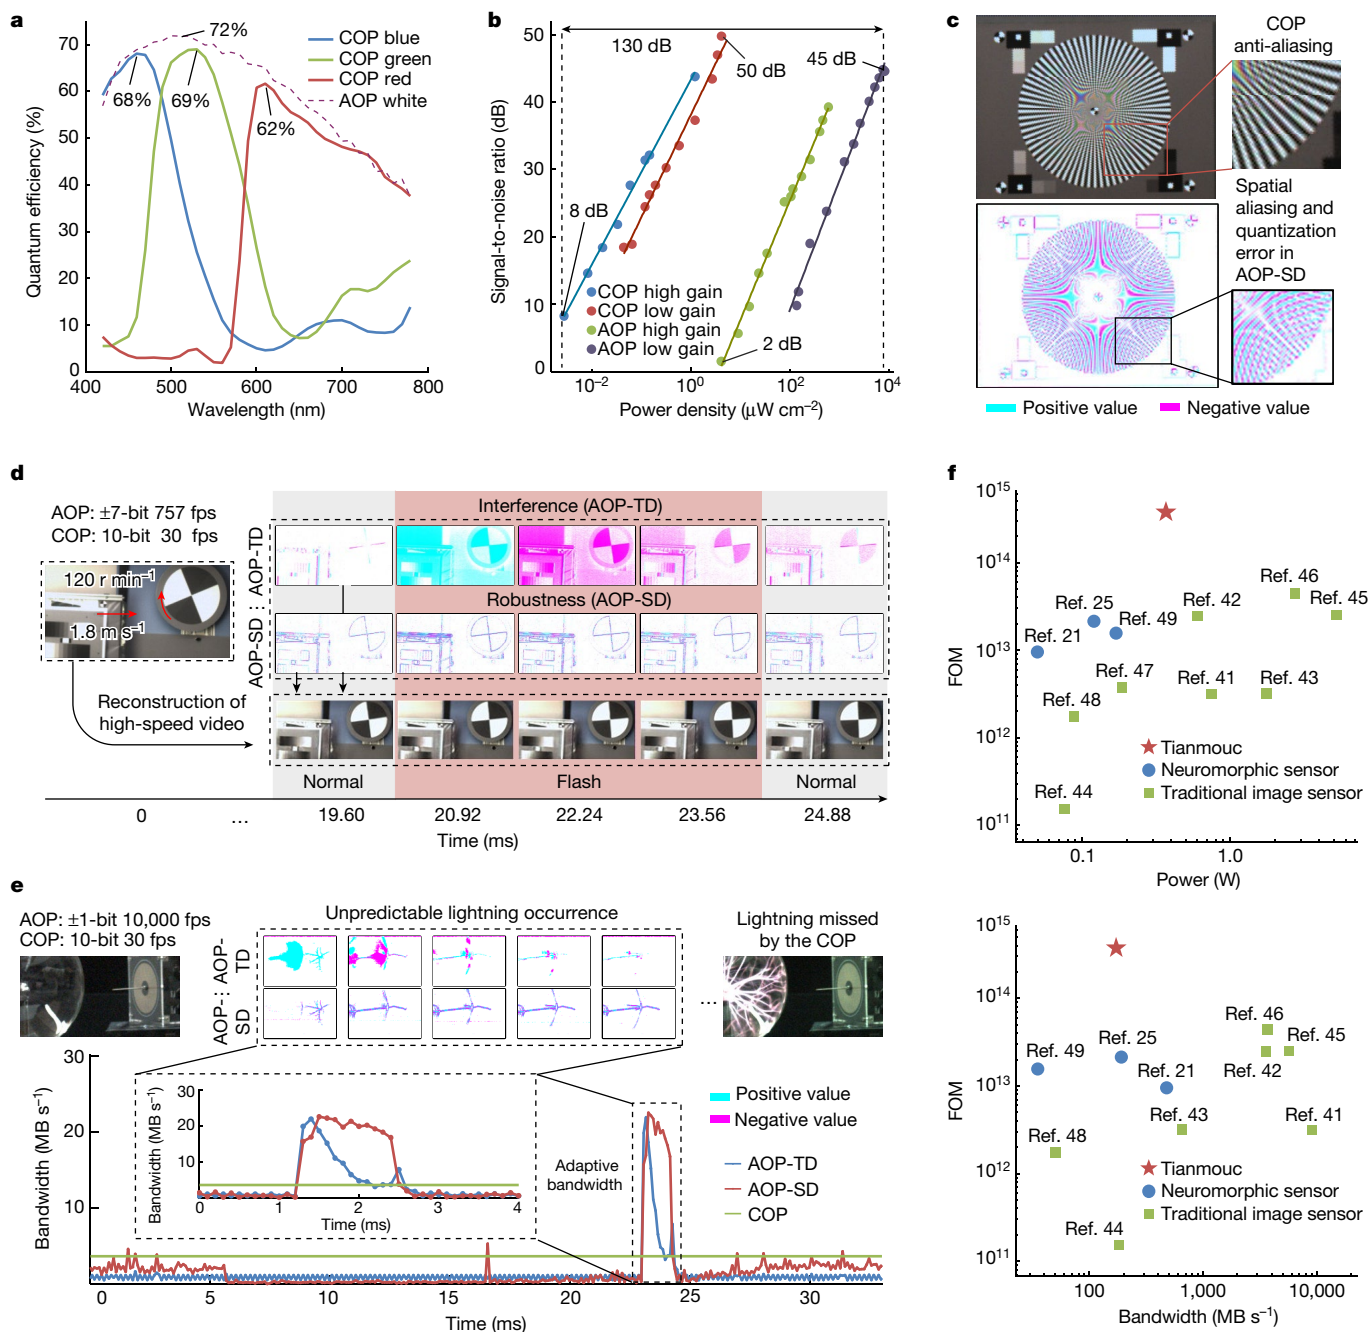 a
Quantum efficiency (%)
70
60
50
40
30
20
10
0
400
500
600
700
800
Wavelength (nm)
72%
68%
69%
62%
COP blue
COP green
COP red
AOP white
b
Signal-to-noise ratio (dB)
50
40
30
20
10
0
10⁻²
10⁰
10²
10⁴
Power density (μW cm⁻²)
130 dB
50 dB
45 dB
8 dB
2 dB
COP high gain
COP low gain
AOP high gain
AOP low gain
c
COP
anti-aliasing
Spatial
aliasing and
quantization
error in
AOP-SD
Positive value
Negative value
d
AOP: ±7-bit 757 fps
COP: 10-bit 30 fps
120 r min⁻¹
1.8 m s⁻¹
Reconstruction of
high-speed video
AOP-SD : AOP-TD
Interference (AOP-TD)
Robustness (AOP-SD)
Normal
Flash
Normal
0
...
19.60
20.92
22.24
23.56
24.88
Time (ms)
e
AOP: ±1-bit 10,000 fps
COP: 10-bit 30 fps
Unpredictable lightning occurrence
AOP- : AOP-
SD TD
...
Lightning missed
by the COP
Bandwidth (MB s⁻¹)
30
20
10
0
5
10
15
20
25
30
Time (ms)
Bandwidth (MB s⁻¹)
30
20
10
0
1
2
3
4
Time (ms)
Adaptive
bandwidth
Positive value
Negative value
AOP-TD
AOP-SD
COP
f
FOM
10¹⁵
10¹⁴
10¹³
10¹²
10¹¹
0.1
1.0
Power (W)
Ref. 46
Ref. 45
Ref. 42
Ref. 25
Ref. 49
Ref. 21
Ref. 47
Ref. 41
Ref. 43
Ref. 48
Ref. 44
Tianmouc
Neuromorphic sensor
Traditional image sensor
FOM
10¹⁵
10¹⁴
10¹³
10¹²
10¹¹
100
1,000
10,000
Bandwidth (MB s⁻¹)
Ref. 46
Ref. 45
Ref. 42
Ref. 25
Ref. 49
Ref. 21
Ref. 43
Ref. 41
Ref. 48
Ref. 44
Tianmouc
Neuromorphic sensor
Traditional image sensor